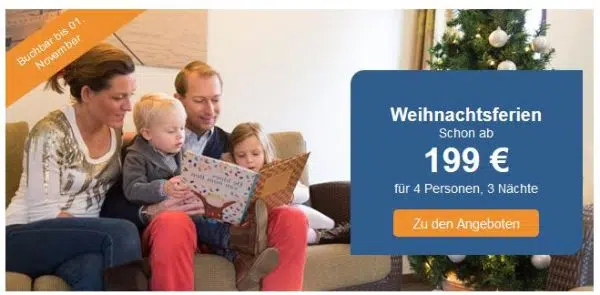 Buchbar bis 01.
November
Weihnachtsferien
Schon ab
199 €
für 4 Personen, 3 Nächte
Zu den Angeboten